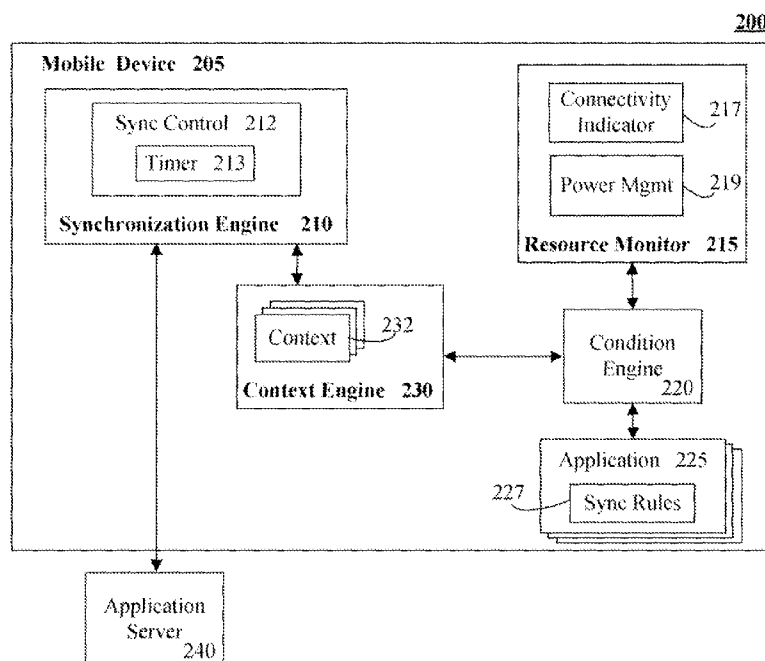 200
Mobile Device 205
Sync Control 212
Timer 213
Synchronization Engine 210
Connectivity
Indicator
217
Power Mgmt
219
Resource Monitor 215
Context
232
Context Engine 230
Condition
Engine
220
Application 225
227
Sync Rules
Application
Server
240